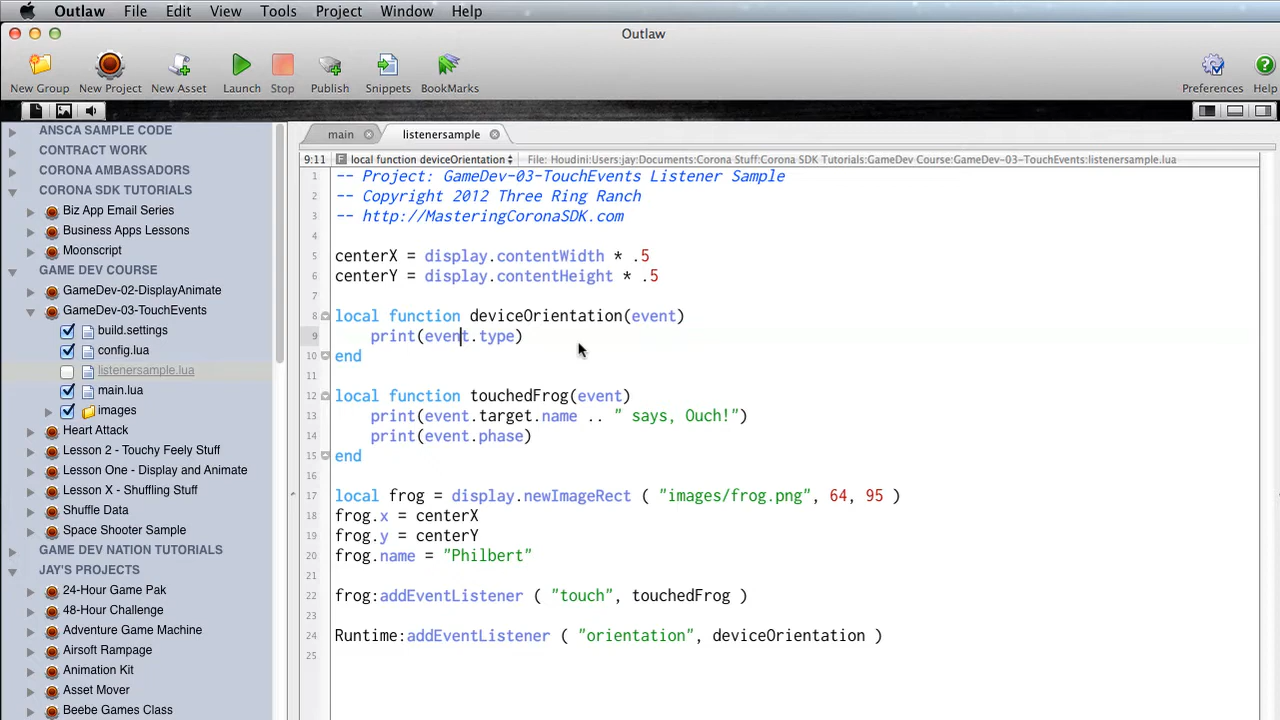 Outlaw File Edit View Tools Project Window Help
Outlaw
New Group New Project New Asset Launch Stop Publish Snippets BookMarks Preferences Help
ANSCA SAMPLE CODE
CONTRACT WORK
CORONA AMBASSADORS
CORONA SDK TUTORIALS
Biz App Email Series
Business Apps Lessons
Moonscript
GAME DEV COURSE
GameDev-02-DisplayAnimate
GameDev-03-TouchEvents
build.settings
config.lua
listenersample.lua
main.lua
images
Heart Attack
Lesson 2 - Touchy Feely Stuff
Lesson One - Display and Animate
Lesson X - Shuffling Stuff
Shuffle Data
Space Shooter Sample
GAME DEV NATION TUTORIALS
JAY'S PROJECTS
24-Hour Game Pak
48-Hour Challenge
Adventure Game Machine
Airsoft Rampage
Animation Kit
Asset Mover
Beebe Games Class
main listenersample
9:11 F local function deviceOrientation File: Houdini:Users:jay:Documents:Corona Stuff:Corona SDK Tutorials:GameDev Course:GameDev-03-TouchEvents:listenersample.lua
1 -- Project: GameDev-03-TouchEvents Listener Sample
2 -- Copyright 2012 Three Ring Ranch
3 -- http://MasteringCoronaSDK.com
4
5 centerX = display.contentWidth * .5
6 centerY = display.contentHeight * .5
7
8 local function deviceOrientation(event)
9 print(event.type)
10 end
11
12 local function touchedFrog(event)
13 print(event.target.name .. " says, Ouch!")
14 print(event.phase)
15 end
16
17 local frog = display.newImageRect ( "images/frog.png", 64, 95 )
18 frog.x = centerX
19 frog.y = centerY
20 frog.name = "Philbert"
21
22 frog:addEventListener ( "touch", touchedFrog )
23
24 Runtime:addEventListener ( "orientation", deviceOrientation )
25